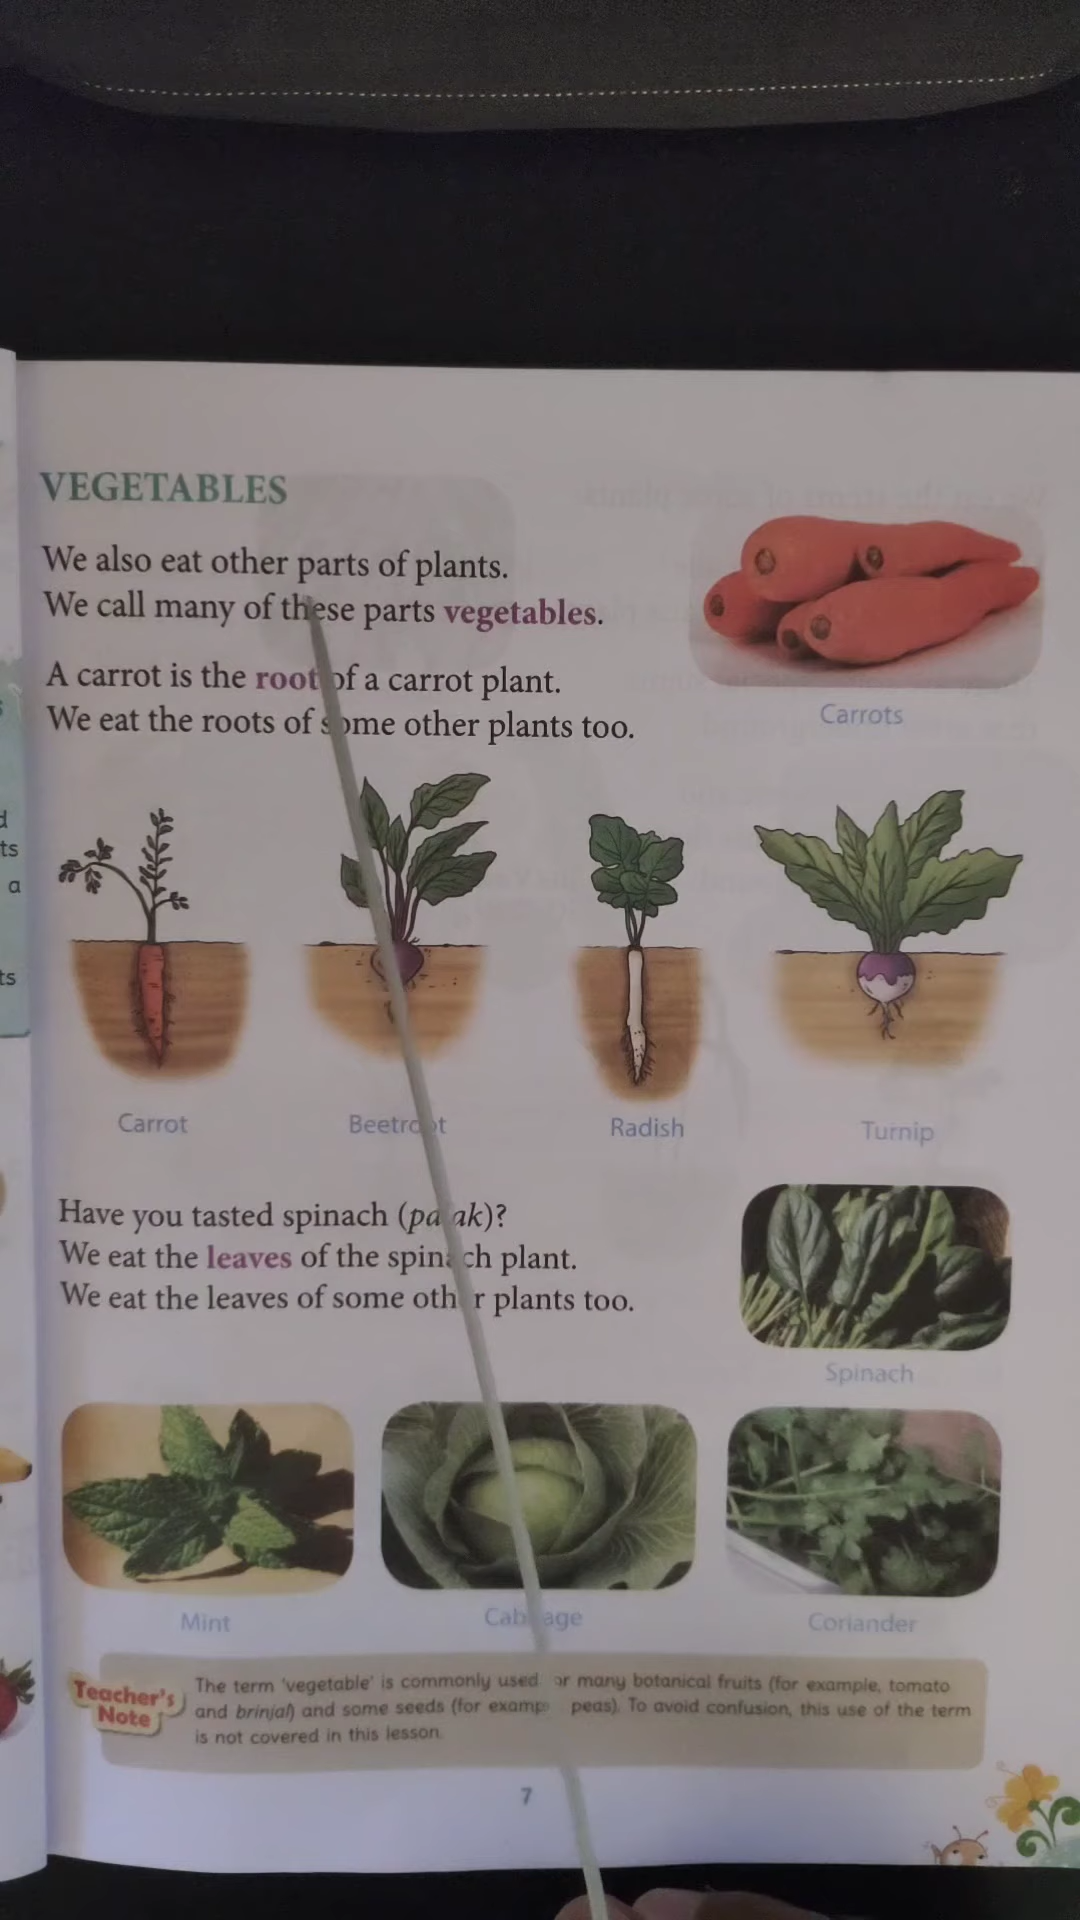 VEGETABLES
We also eat other parts of plants.
We call many of these parts vegetables.
A carrot is the root of a carrot plant.
We eat the roots of some other plants too.
Carrots
d
ts
a
ts
Carrot
Beetroot
Radish
Turnip
Have you tasted spinach (palak)?
We eat the leaves of the spinach plant.
We eat the leaves of some other plants too.
Spinach
Mint
Cabbage
Coriander
Teacher's
Note
The term 'vegetable' is commonly used for many botanical fruits (for example, tomato
and brinjal) and some seeds (for example peas). To avoid confusion, this use of the term
is not covered in this lesson.
7